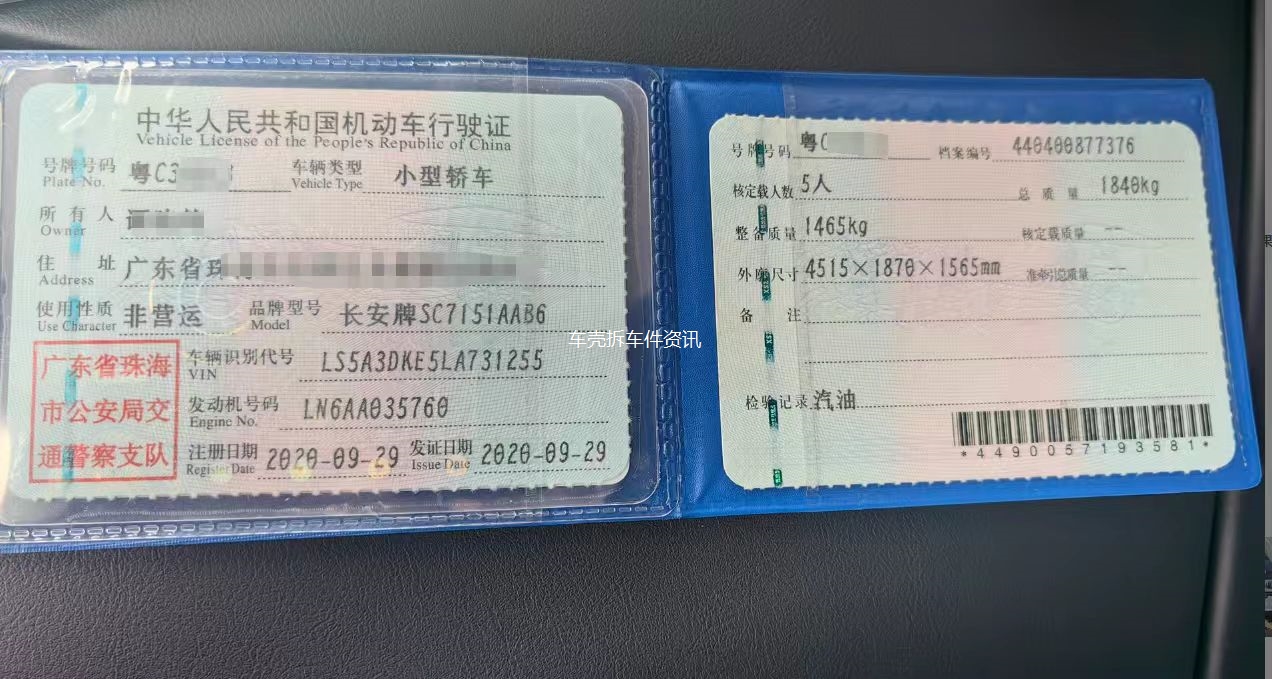 中华人民共和国机动车行驶证
Vehicle License of the People's Republic of China
号牌号码 粤C3 车辆类型 小型轿车
Plate No. Vehicle Type
所有人
Owner
住址 广东省珠
Address
使用性质 非营运 品牌型号 长安牌SC7151AAB6
Use Character Model
广东省珠海
市公安局交
通警察支队
车辆识别代号 LS5A3DKE5LA731255
VIN
发动机号码 LN6AA035760
Engine No.
注册日期 2020-09-29 发证日期 2020-09-29
Register Date Issue Date
号牌号码 粤C 档案编号 440400877376
核定载人数 5人 总质量 1840kg
整备质量 1465kg 核定载质量 --
外廓尺寸 4515×1870×1565mm 准牵引总质量 --
备注
检验记录 汽油
*4490057193581*
车壳拆车件资讯